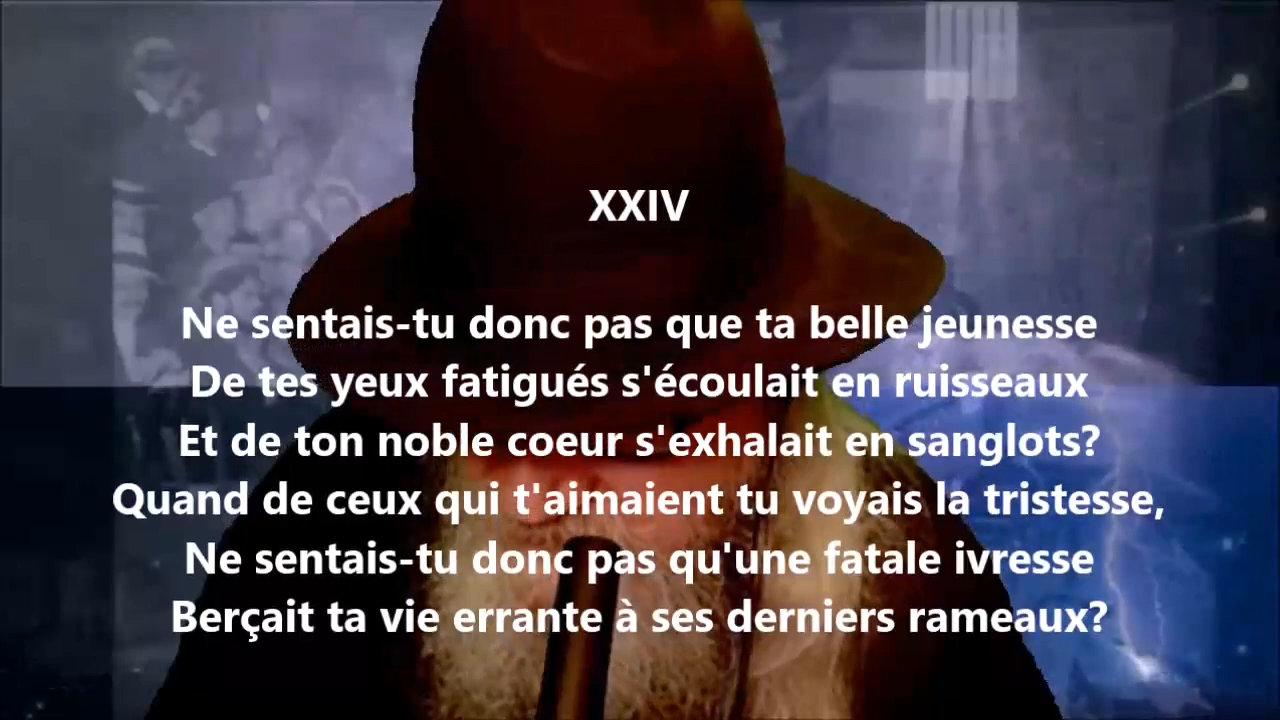 XXIV
Ne sentais-tu donc pas que ta belle jeunesse
De tes yeux fatigués s'écoulait en ruisseaux
Et de ton noble coeur s'exhalait en sanglots?
Quand de ceux qui t'aimaient tu voyais la tristesse,
Ne sentais-tu donc pas qu'une fatale ivresse
Berçait ta vie errante à ses derniers rameaux?